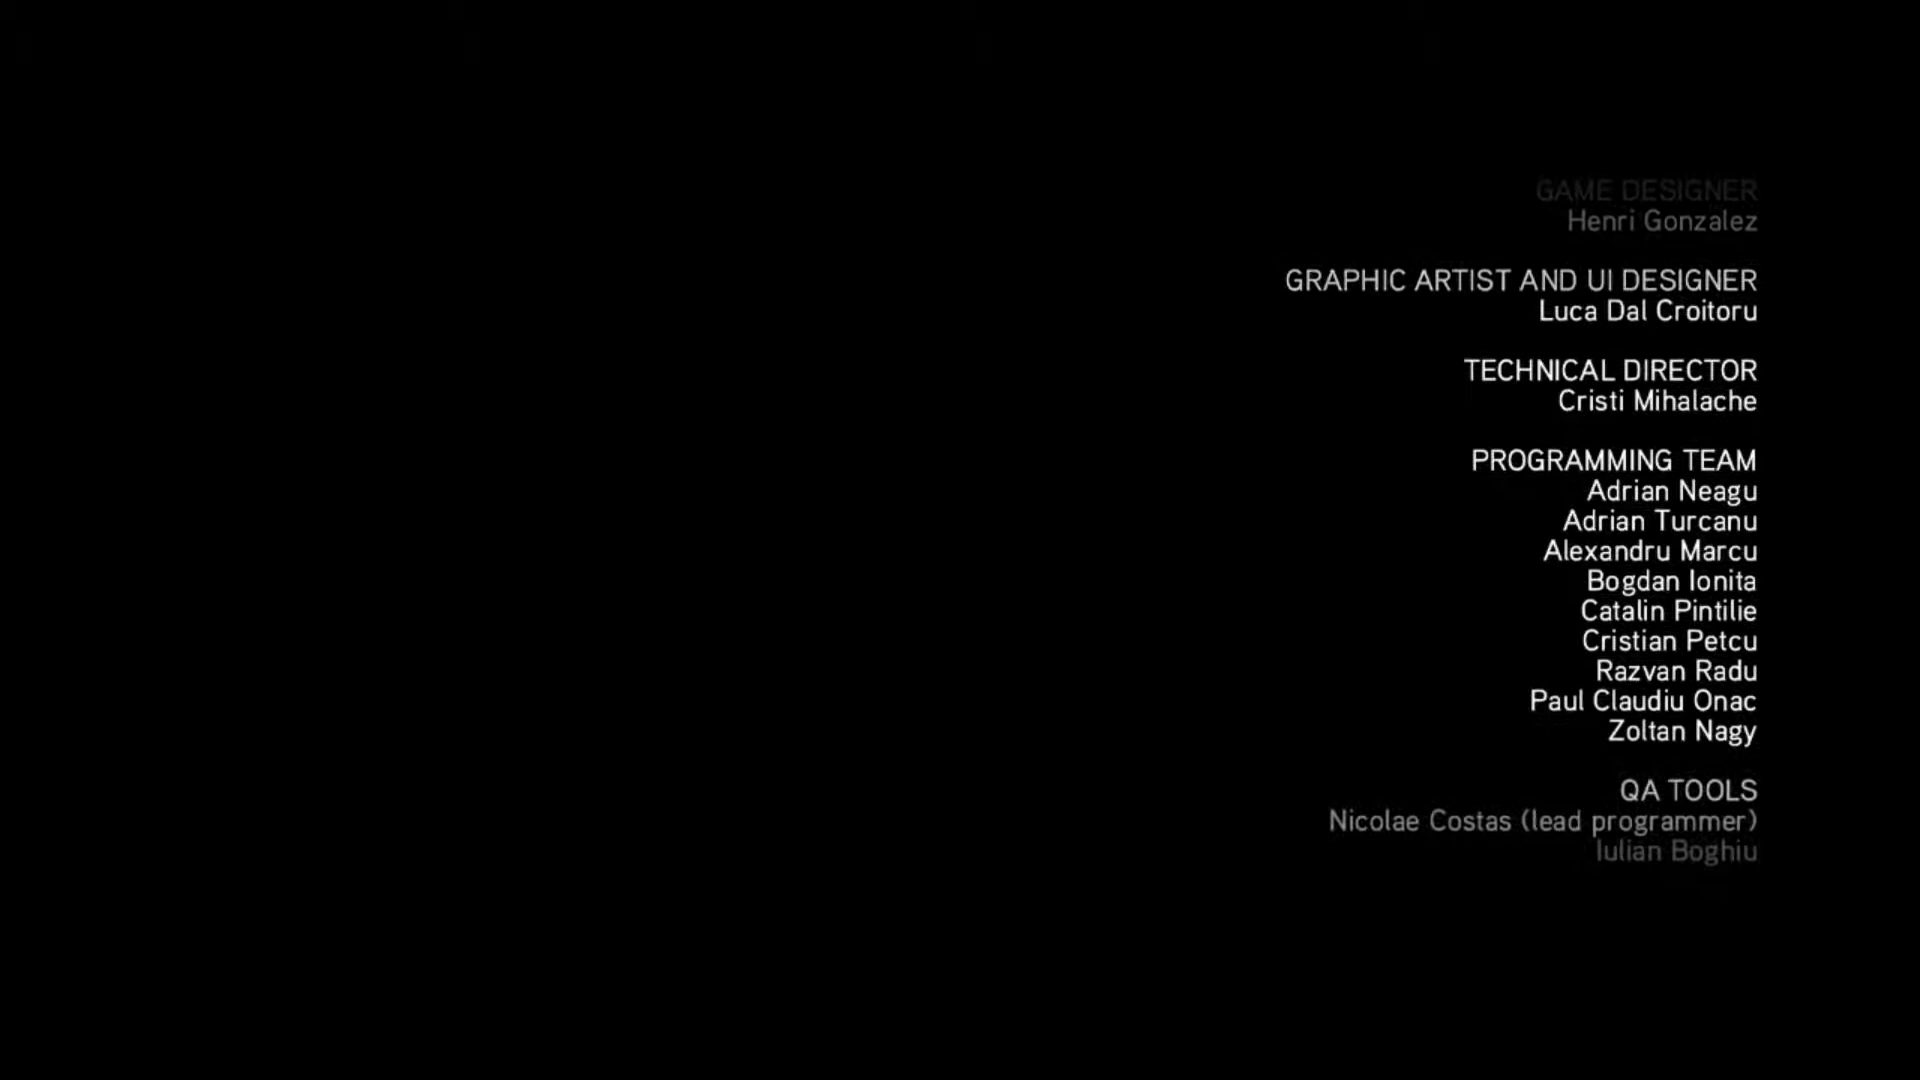 GAME DESIGNER
Henri Gonzalez
GRAPHIC ARTIST AND UI DESIGNER
Luca Dal Croitoru
TECHNICAL DIRECTOR
Cristi Mihalache
PROGRAMMING TEAM
Adrian Neagu
Adrian Turcanu
Alexandru Marcu
Bogdan Ionita
Catalin Pintilie
Cristian Petcu
Razvan Radu
Paul Claudiu Onac
Zoltan Nagy
QA TOOLS
Nicolae Costas (lead programmer)
Iulian Boghiu